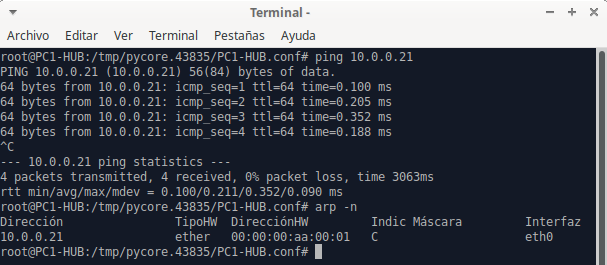 Terminal -
Archivo Editar Ver Terminal Pestañas Ayuda
root@PC1-HUB:/tmp/pycore.43835/PC1-HUB.conf# ping 10.0.0.21
PING 10.0.0.21 (10.0.0.21) 56(84) bytes of data.
64 bytes from 10.0.0.21: icmp_seq=1 ttl=64 time=0.100 ms
64 bytes from 10.0.0.21: icmp_seq=2 ttl=64 time=0.205 ms
64 bytes from 10.0.0.21: icmp_seq=3 ttl=64 time=0.352 ms
64 bytes from 10.0.0.21: icmp_seq=4 ttl=64 time=0.188 ms
^C
--- 10.0.0.21 ping statistics ---
4 packets transmitted, 4 received, 0% packet loss, time 3063ms
rtt min/avg/max/mdev = 0.100/0.211/0.352/0.090 ms
root@PC1-HUB:/tmp/pycore.43835/PC1-HUB.conf# arp -n
Dirección TipoHW DirecciónHW Indic Máscara Interfaz
10.0.0.21 ether 00:00:00:aa:00:01 C eth0
root@PC1-HUB:/tmp/pycore.43835/PC1-HUB.conf#